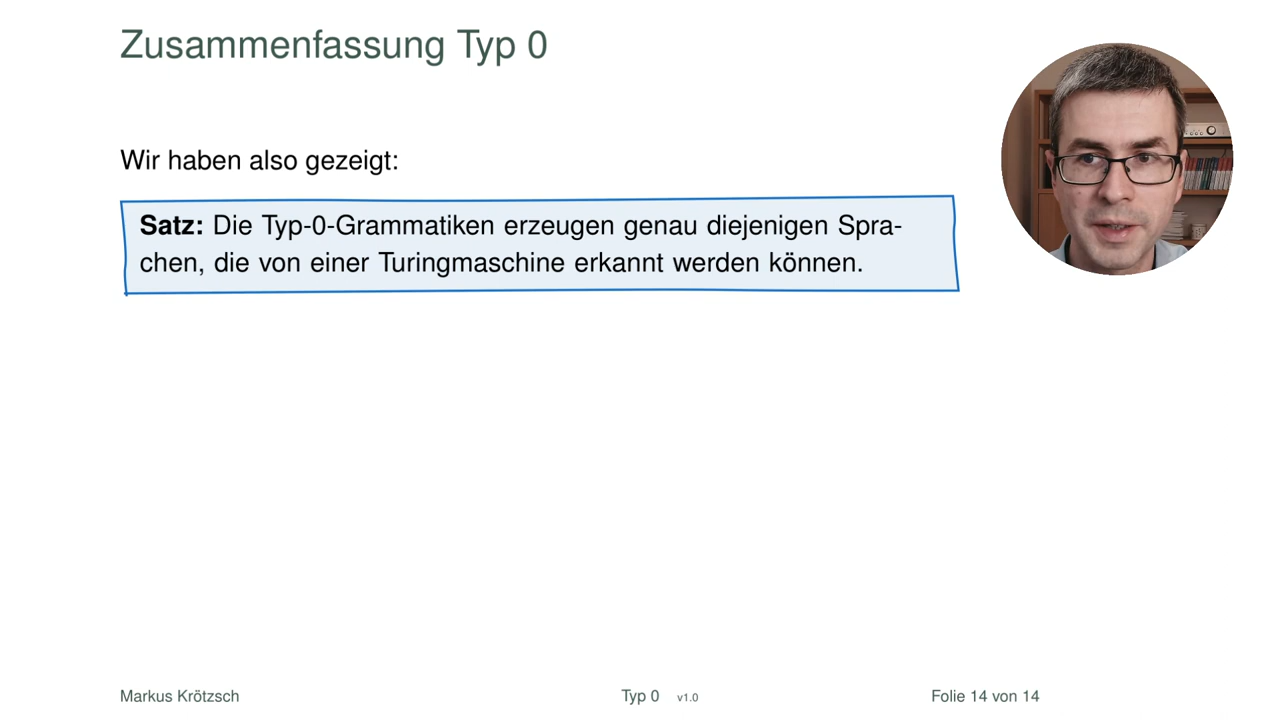 Zusammenfassung Typ 0
Wir haben also gezeigt:
Satz: Die Typ-0-Grammatiken erzeugen genau diejenigen Spra-
chen, die von einer Turingmaschine erkannt werden können.
Markus Krötzsch Typ 0 v1.0 Folie 14 von 14